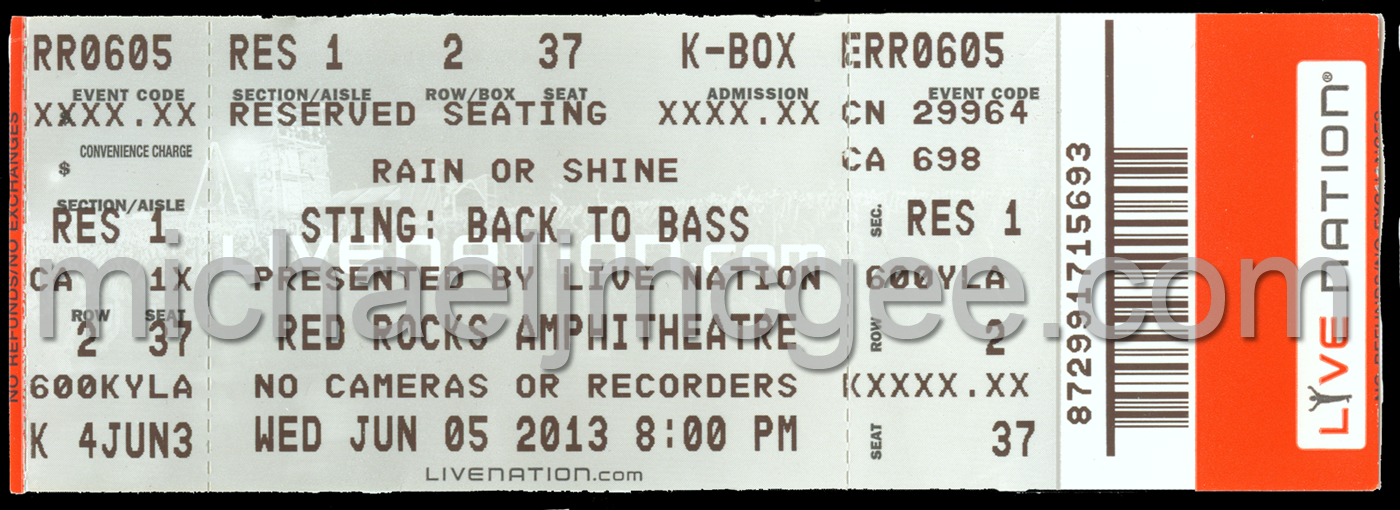 RR0605 RES 1 2 37 K-BOX ERR0605
EVENT CODE SECTION/AISLE ROW/BOX SEAT ADMISSION EVENT CODE
XXXX.XX RESERVED SEATING XXXX.XX CN 29964
CONVENIENCE CHARGE
$ RAIN OR SHINE CA 698
SECTION/AISLE
RES 1 STING: BACK TO BASS SEC. RES 1
LIVENATION.com
CA 1X PRESENTED BY LIVE NATION 600YLA
michaeljmcgee.com
ROW SEAT
2 37 RED ROCKS AMPHITHEATRE ROW 2
600KYLA NO CAMERAS OR RECORDERS KXXXX.XX
K 4JUN3 WED JUN 05 2013 8:00 PM SEAT 37
LIVENATION.com
NO REFUNDS/NO EXCHANGES
872991715693
LIVE NATION®